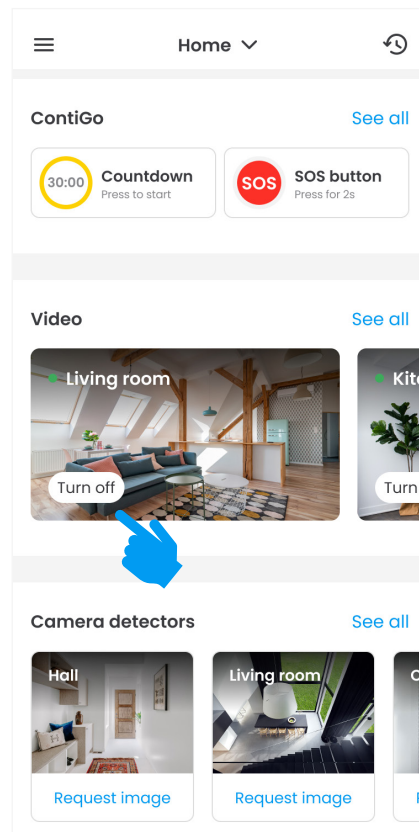 Home
ContiGo
See all
30:00
Countdown
Press to start
SOS
SOS button
Press for 2s
Video
See all
Living room
Turn off
Turn
Camera detectors
See all
Hall
Living room
Request image
Request image